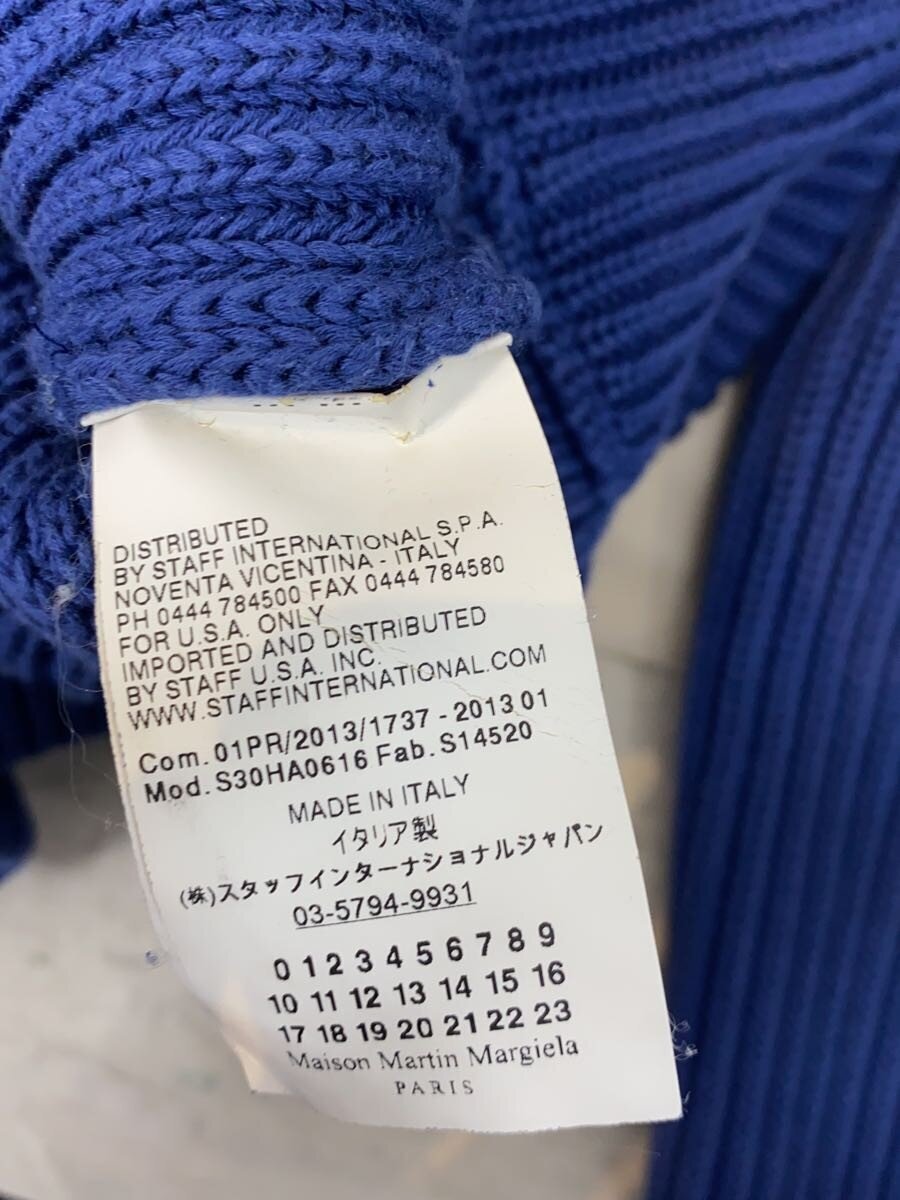 DISTRIBUTED
BY STAFF INTERNATIONAL S.P.A.
NOVENTA VICENTINA - ITALY
PH 0444 784500 FAX 0444 784580
FOR U.S.A. ONLY
IMPORTED AND DISTRIBUTED
BY STAFF U.S.A. INC.
WWW.STAFFINTERNATIONAL.COM
Com. 01PR/2013/1737 - 2013 01
Mod. S30HA0616 Fab. S14520
MADE IN ITALY
イタリア製
(株)スタッフインターナショナルジャパン
03-5794-9931
0 1 2 3 4 5 6 7 8 9
10 11 12 13 14 15 16
17 18 19 20 21 22 23
Maison Martin Margiela
PARIS